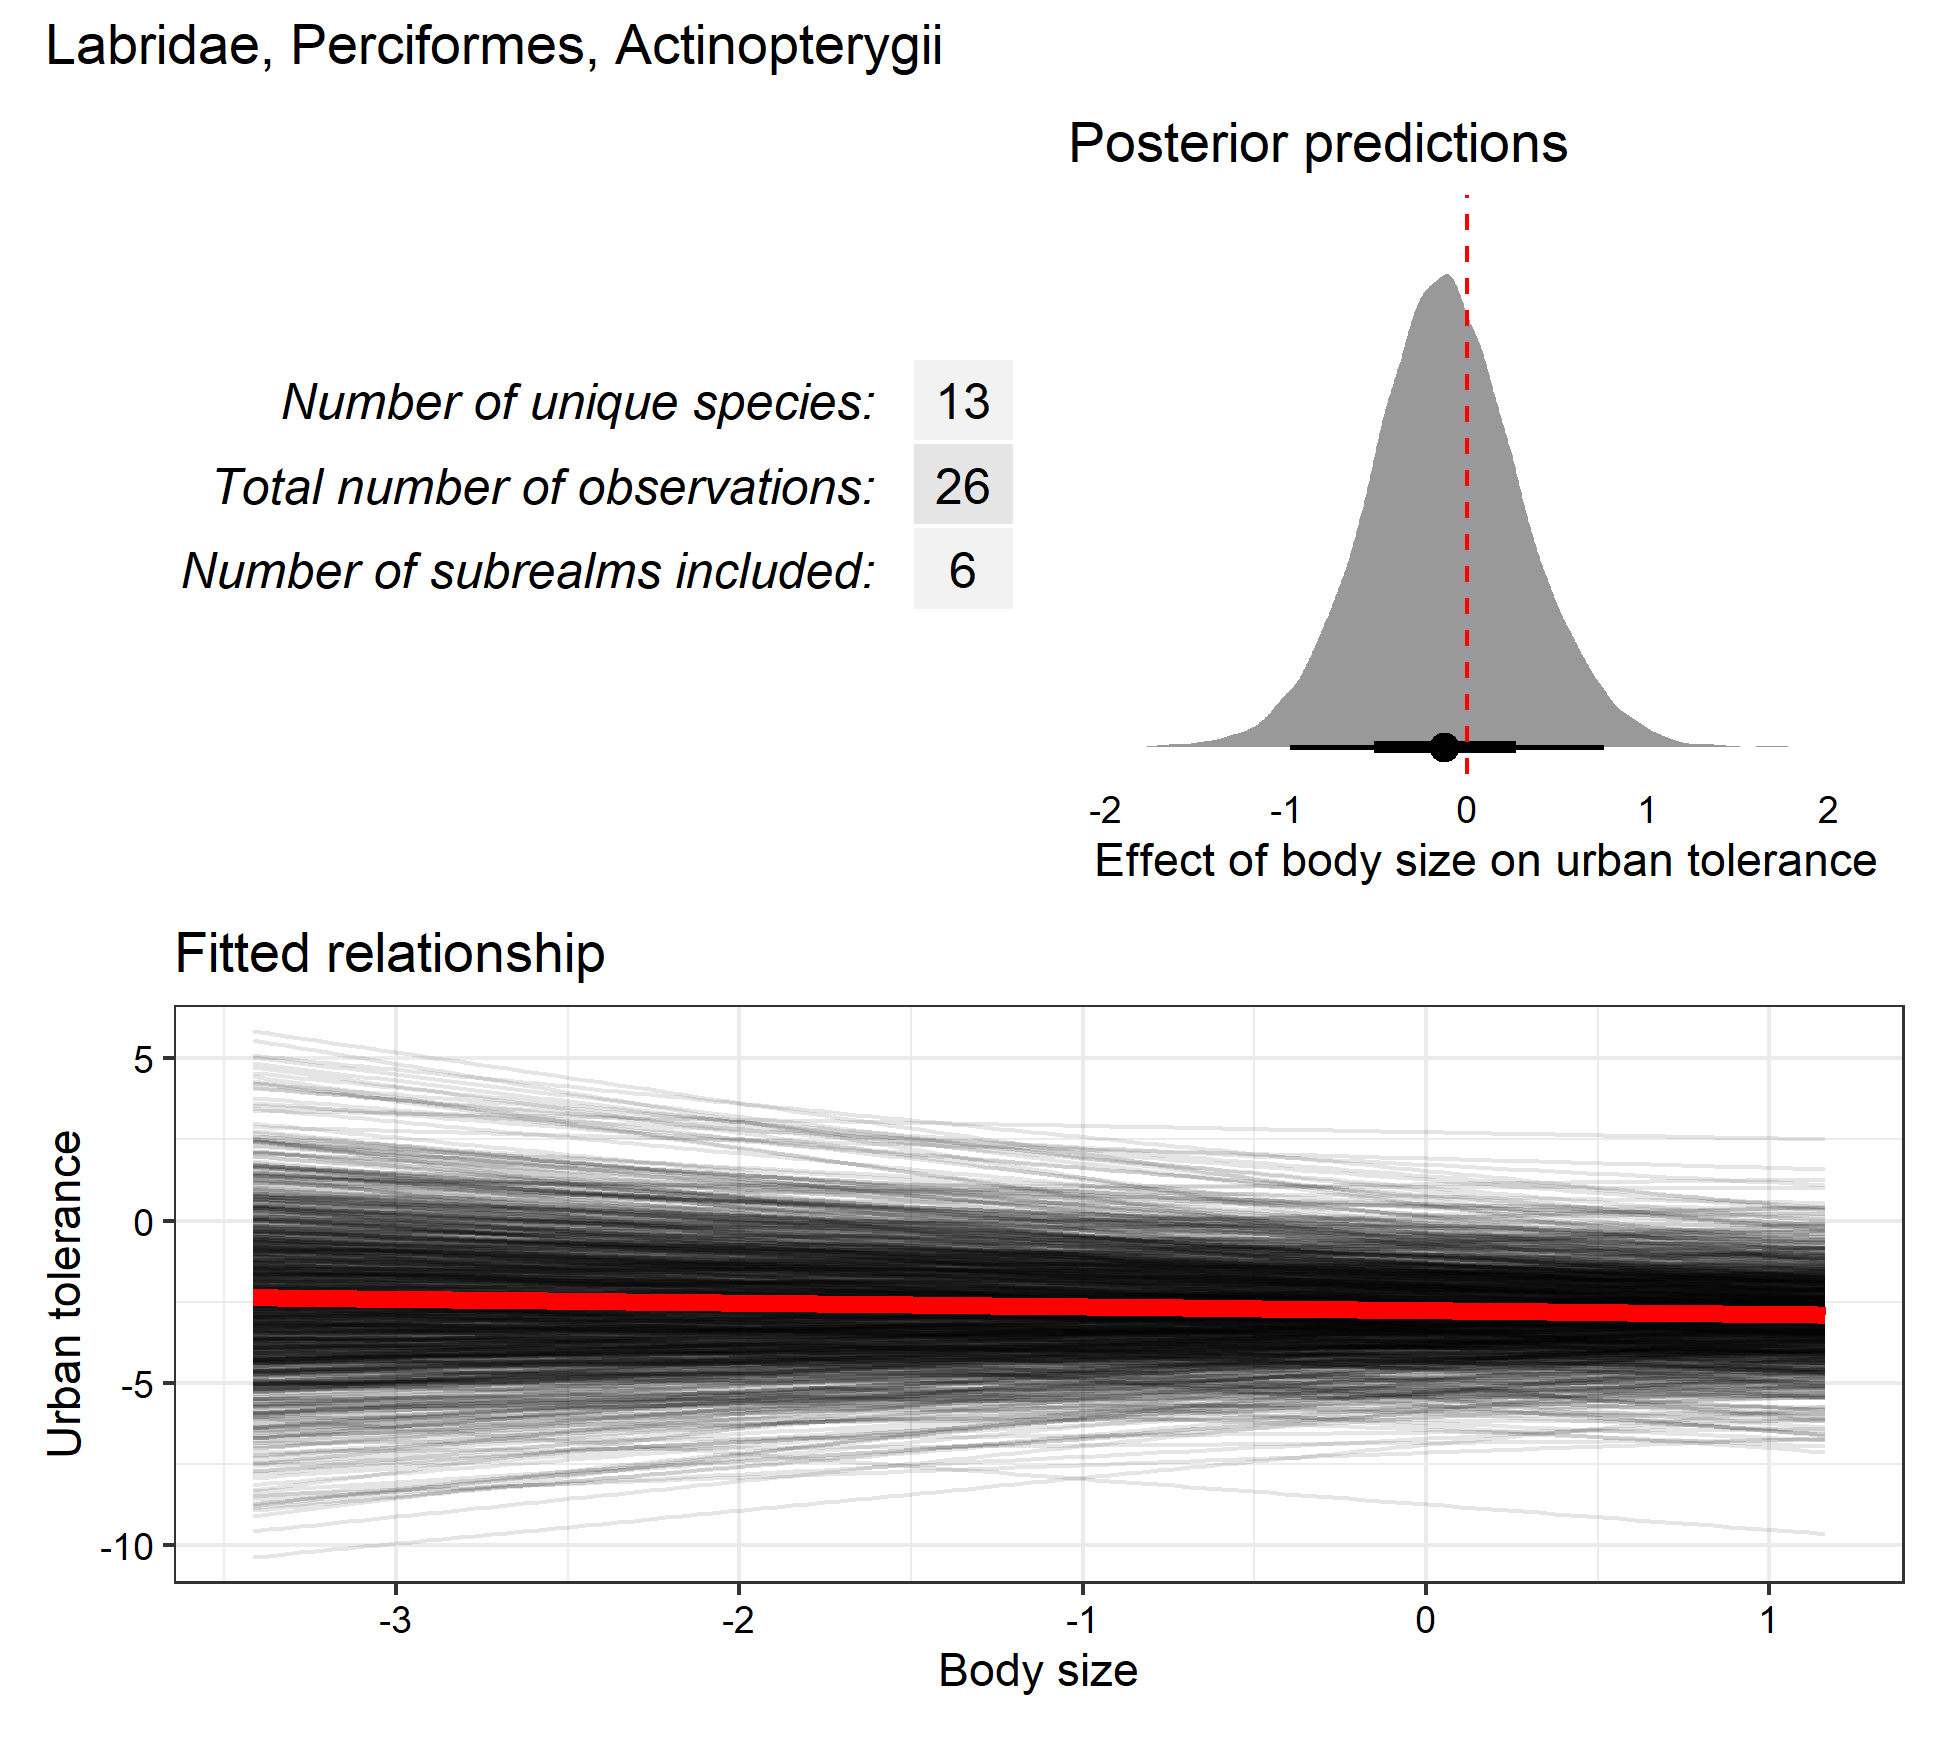 Labridae, Perciformes, Actinopterygii
Posterior predictions
Number of unique species: 13
Total number of observations: 26
Number of subrealms included: 6
-2 -1 0 1 2
Effect of body size on urban tolerance
Fitted relationship
Urban tolerance
5
0
-5
-10
-3 -2 -1 0 1
Body size